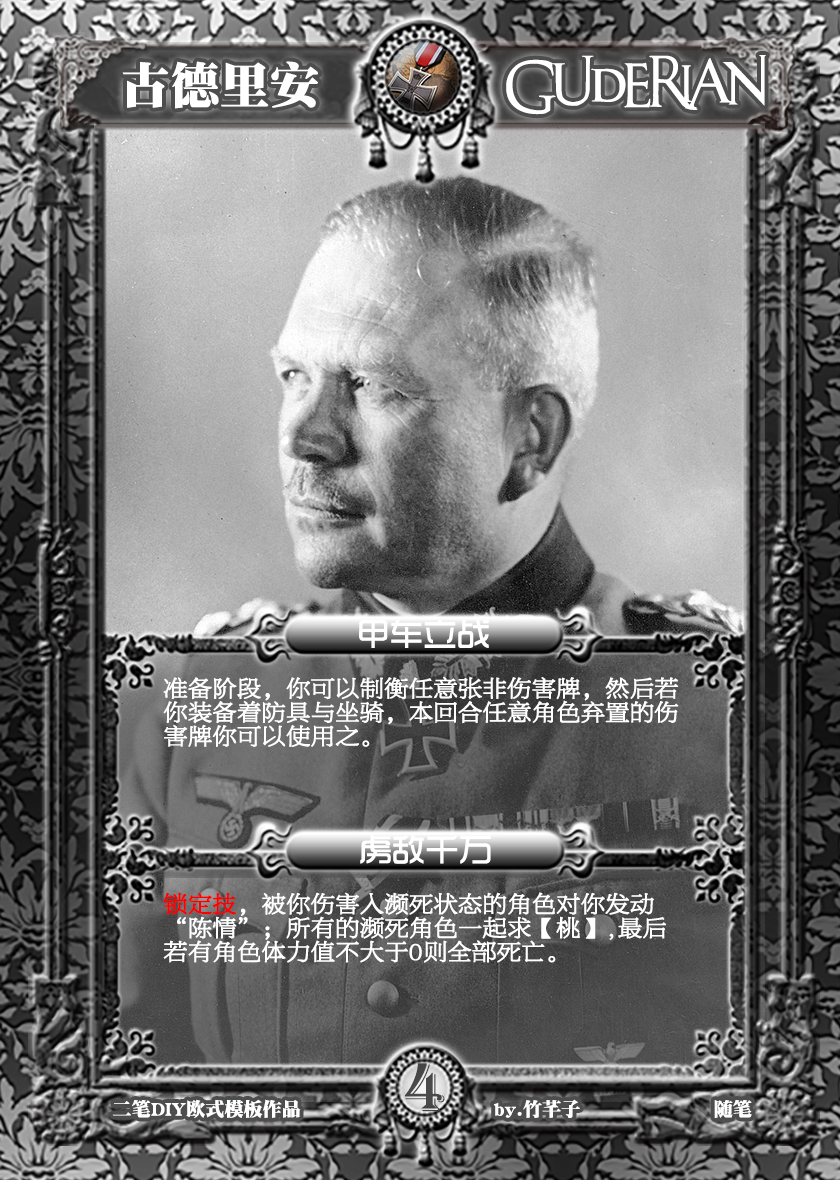 古德里安
GUDERIAN
甲车立战
准备阶段，你可以制衡任意张非伤害牌，然后若
你装备着防具与坐骑，本回合任意角色弃置的伤
害牌你可以使用之。
虏敌千万
锁定技，被你伤害入濒死状态的角色对你发动
“陈情”；所有的濒死角色一起求【桃】,最后
若有角色体力值不大于0则全部死亡。
4
二笔DIY欧式模板作品
by.竹芊子
随笔